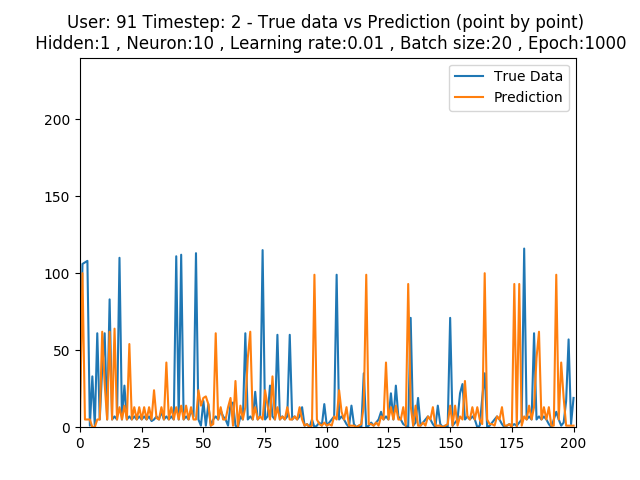 User: 91 Timestep: 2 - True data vs Prediction (point by point)
Hidden:1 , Neuron:10 , Learning rate:0.01 , Batch size:20 , Epoch:1000
True Data
Prediction
200
150
100
50
0
0 25 50 75 100 125 150 175 200